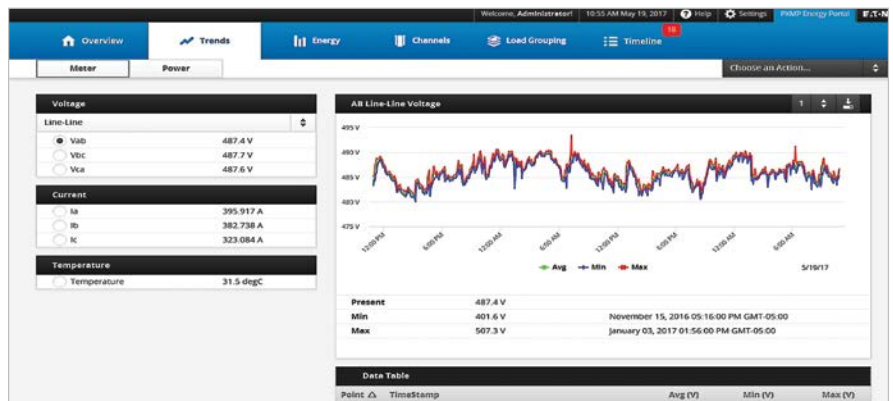 Welcome, Administrator! 10:55 AM May 19, 2017 Help Settings PXMP Energy Portal E·T·N
Overview Trends Energy Channels Load Grouping Timeline 18
Meter Power Choose an Action...
Voltage
Line-Line
Vab 487.4 V
Vbc 487.7 V
Vca 487.6 V
Current
Ia 395.917 A
Ib 382.738 A
Ic 323.084 A
Temperature
Temperature 31.5 degC
AB Line-Line Voltage 1
495 V
490 V
485 V
480 V
475 V
12:00 PM 6:00 PM 12:00 AM 6:00 AM 12:00 PM 6:00 PM 12:00 AM 6:00 AM
Avg Min Max 5/19/17
Present 487.4 V
Min 401.6 V November 15, 2016 05:16:00 PM GMT-05:00
Max 507.3 V January 03, 2017 01:56:00 PM GMT-05:00
Data Table
Point TimeStamp Avg (V) Min (V) Max (V)